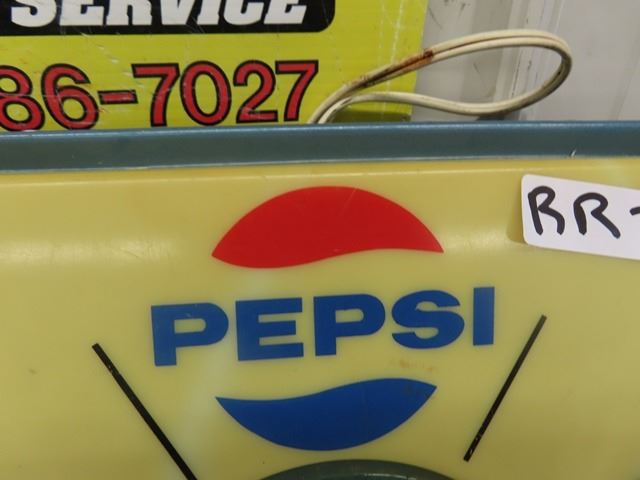 SERVICE
86-7027
RR-
PEPSI